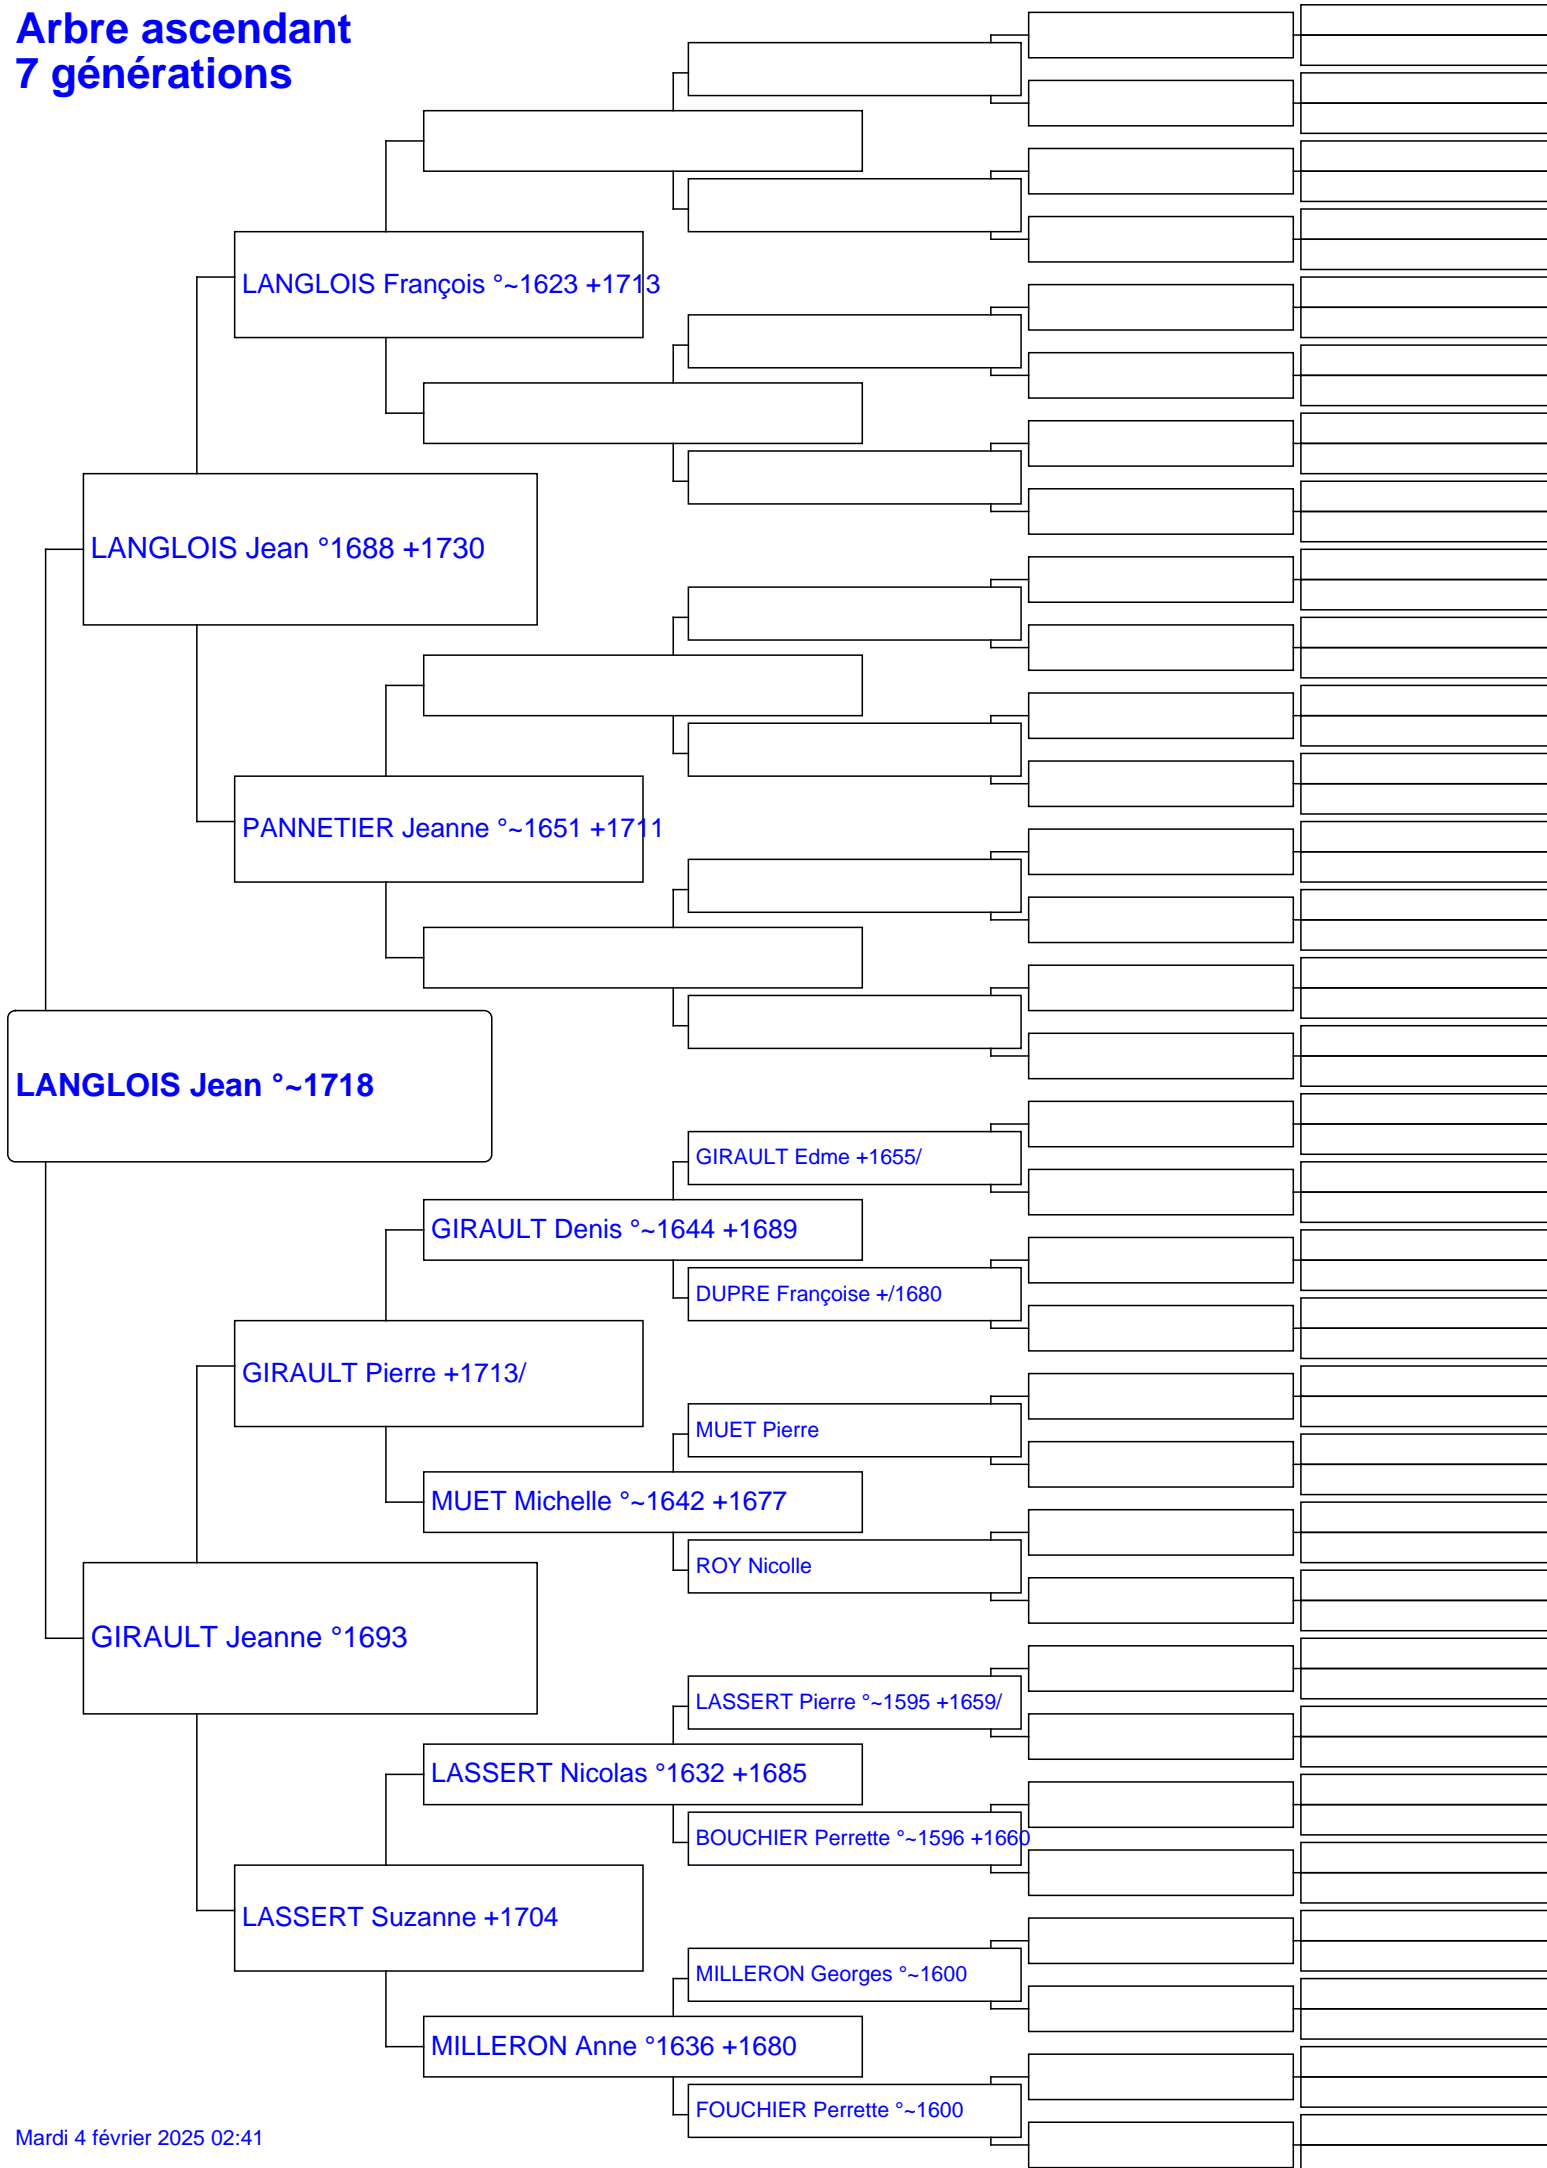 Arbre ascendant
7 générations
LANGLOIS François °~1623 +1713
LANGLOIS Jean °1688 +1730
PANNETIER Jeanne °~1651 +1711
LANGLOIS Jean °~1718
GIRAULT Edme +1655/
GIRAULT Denis °~1644 +1689
DUPRE Françoise +/1680
GIRAULT Pierre +1713/
MUET Pierre
MUET Michelle °~1642 +1677
ROY Nicolle
GIRAULT Jeanne °1693
LASSERT Pierre °~1595 +1659/
LASSERT Nicolas °1632 +1685
BOUCHIER Perrette °~1596 +1660
LASSERT Suzanne +1704
MILLERON Georges °~1600
MILLERON Anne °1636 +1680
FOUCHIER Perrette °~1600
Mardi 4 février 2025 02:41